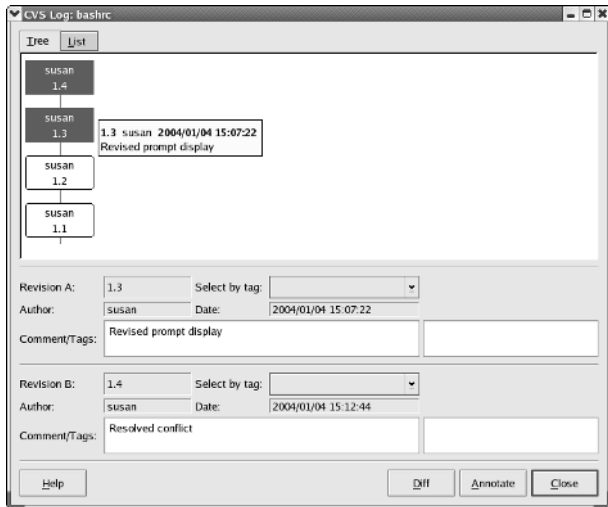 CVS Log: bashrc
Tree List
susan
1.4
susan
1.3
1.3 susan 2004/01/04 15:07:22
Revised prompt display
susan
1.2
susan
1.1
Revision A: 1.3 Select by tag:
Author: susan Date: 2004/01/04 15:07:22
Comment/Tags: Revised prompt display
Revision B: 1.4 Select by tag:
Author: susan Date: 2004/01/04 15:12:44
Comment/Tags: Resolved conflict
Help Diff Annotate Close